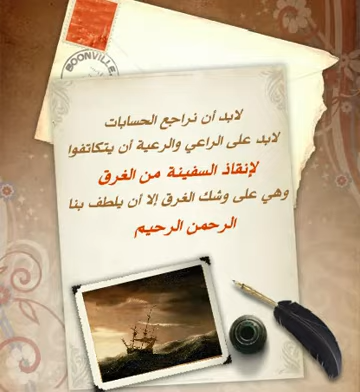 BOONVILLE,
لابد أن نراجع الحسابات
لابد على الراعي والرعية أن يتكاتفوا
لإنقاذ السفينة من الغرق
وهي على وشك الغرق إلا أن يلطف بنا
الرحمن الرحيم